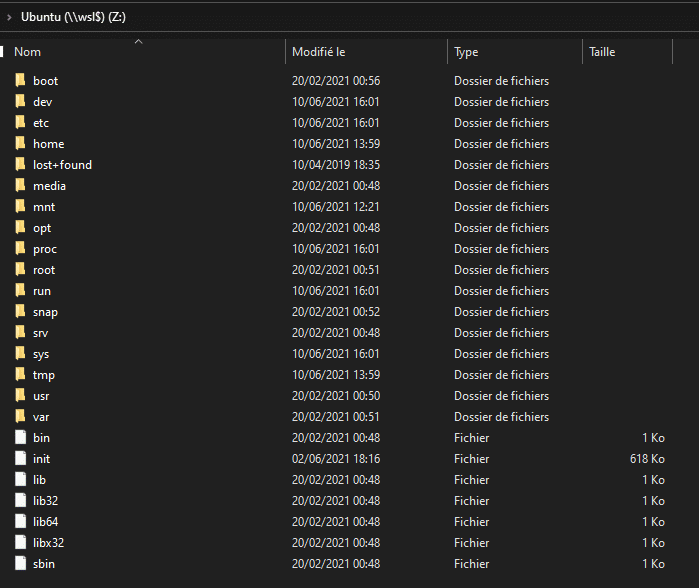 Ubuntu (\\wsl$) (Z:)
Nom Modifié le Type Taille
boot 20/02/2021 00:56 Dossier de fichiers
dev 10/06/2021 16:01 Dossier de fichiers
etc 10/06/2021 16:01 Dossier de fichiers
home 10/06/2021 13:59 Dossier de fichiers
lost+found 10/04/2019 18:35 Dossier de fichiers
media 20/02/2021 00:48 Dossier de fichiers
mnt 10/06/2021 12:21 Dossier de fichiers
opt 20/02/2021 00:48 Dossier de fichiers
proc 10/06/2021 16:01 Dossier de fichiers
root 20/02/2021 00:51 Dossier de fichiers
run 10/06/2021 16:01 Dossier de fichiers
snap 20/02/2021 00:52 Dossier de fichiers
srv 20/02/2021 00:48 Dossier de fichiers
sys 10/06/2021 16:01 Dossier de fichiers
tmp 10/06/2021 13:59 Dossier de fichiers
usr 20/02/2021 00:50 Dossier de fichiers
var 20/02/2021 00:51 Dossier de fichiers
bin 20/02/2021 00:48 Fichier 1 Ko
init 02/06/2021 18:16 Fichier 618 Ko
lib 20/02/2021 00:48 Fichier 1 Ko
lib32 20/02/2021 00:48 Fichier 1 Ko
lib64 20/02/2021 00:48 Fichier 1 Ko
libx32 20/02/2021 00:48 Fichier 1 Ko
sbin 20/02/2021 00:48 Fichier 1 Ko